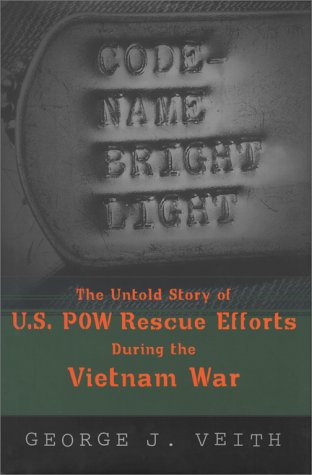 CODE-
NAME
BRIGHT
LIGHT
The Untold Story of
U.S. POW Rescue Efforts
During the
Vietnam War
GEORGE J. VEITH